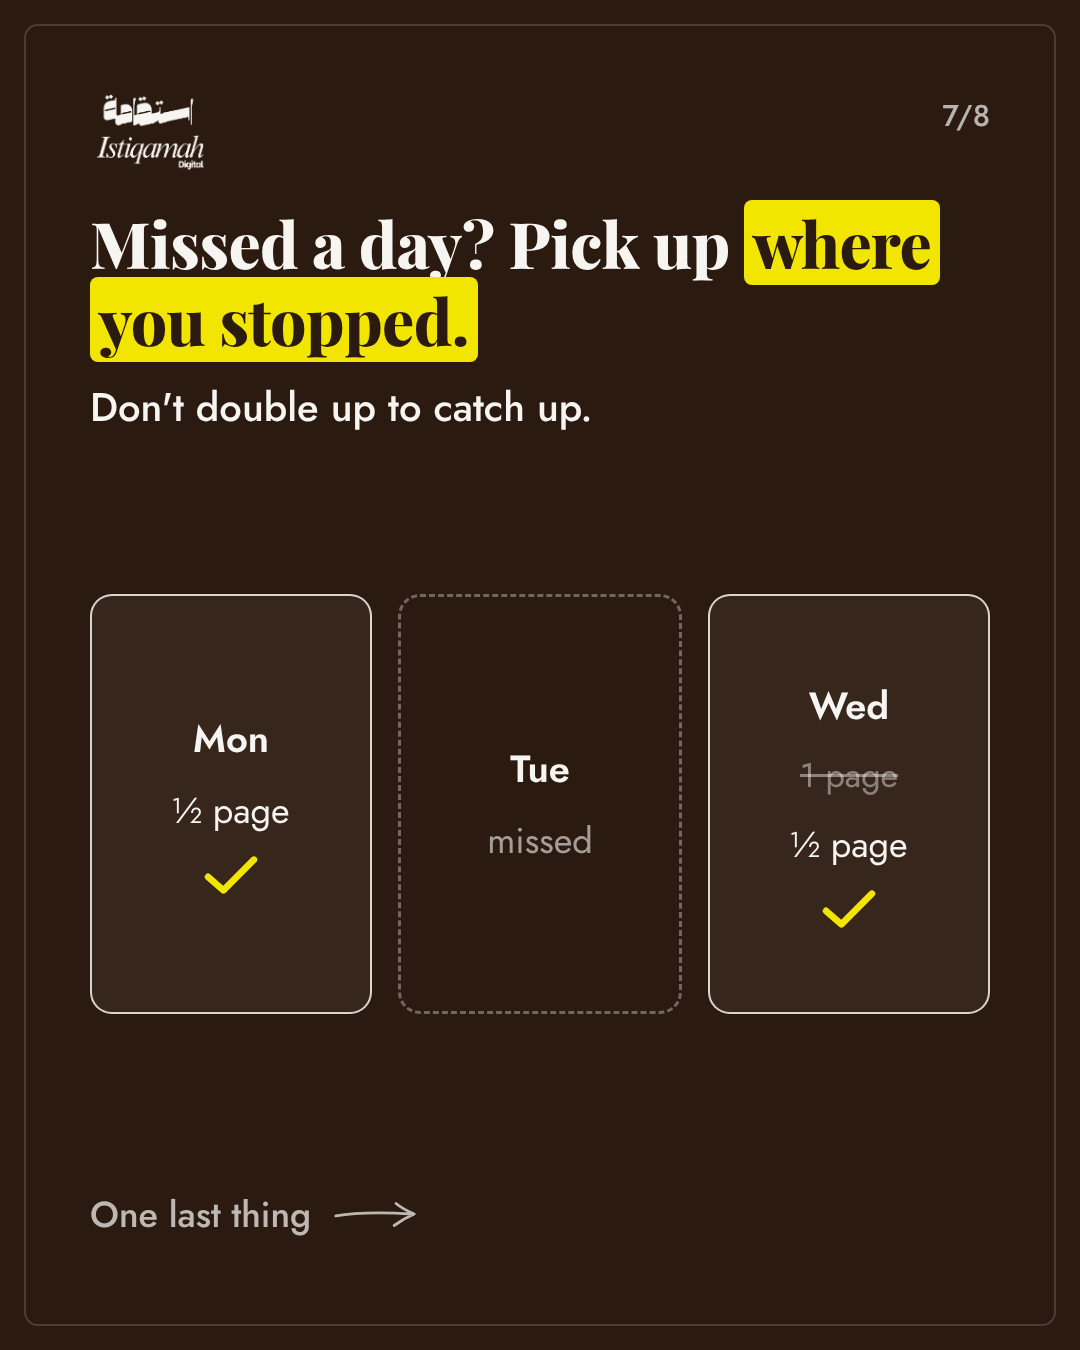 استقامة
Istiqamah
Digital
7/8
Missed a day? Pick up where
you stopped.
Don't double up to catch up.
Mon
½ page
Tue
missed
Wed
1 page
½ page
One last thing